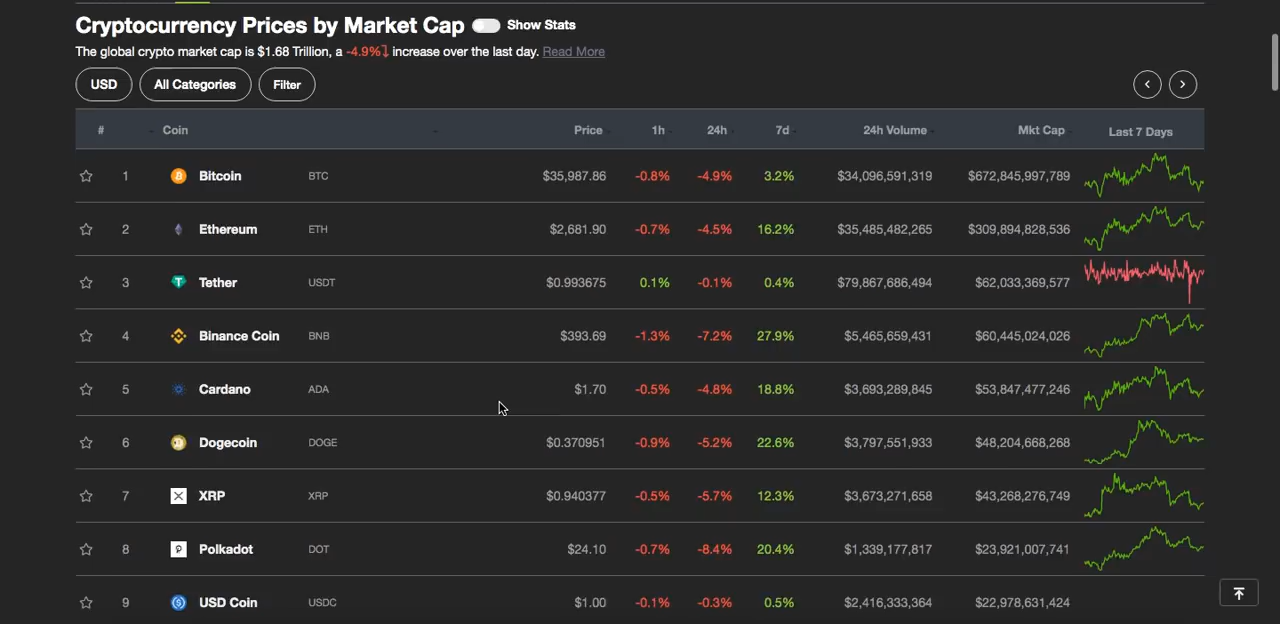 Cryptocurrency Prices by Market Cap Show Stats
The global crypto market cap is $1.68 Trillion, a -4.9% increase over the last day. Read More
USD All Categories Filter
# Coin Price 1h 24h 7d 24h Volume Mkt Cap Last 7 Days
1 Bitcoin BTC $35,987.86 -0.8% -4.9% 3.2% $34,096,591,319 $672,845,997,789
2 Ethereum ETH $2,681.90 -0.7% -4.5% 16.2% $35,485,482,265 $309,894,828,536
3 Tether USDT $0.993675 0.1% -0.1% 0.4% $79,867,686,494 $62,033,369,577
4 Binance Coin BNB $393.69 -1.3% -7.2% 27.9% $5,465,659,431 $60,445,024,026
5 Cardano ADA $1.70 -0.5% -4.8% 18.8% $3,693,289,845 $53,847,477,246
6 Dogecoin DOGE $0.370951 -0.9% -5.2% 22.6% $3,797,551,933 $48,204,668,268
7 XRP XRP $0.940377 -0.5% -5.7% 12.3% $3,673,271,658 $43,268,276,749
8 Polkadot DOT $24.10 -0.7% -8.4% 20.4% $1,339,177,817 $23,921,007,741
9 USD Coin USDC $1.00 -0.1% -0.3% 0.5% $2,416,333,364 $22,978,631,424